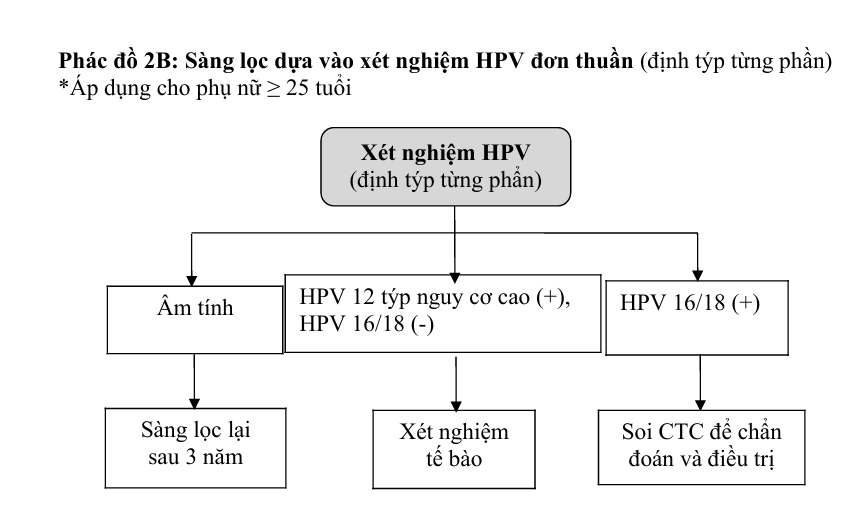 Phác đồ 2B: Sàng lọc dựa vào xét nghiệm HPV đơn thuần (định týp từng phần)
*Áp dụng cho phụ nữ ≥ 25 tuổi
Xét nghiệm HPV
(định týp từng phẩn)
Âm tính
HPV 12 týp nguy cơ cao (+),
HPV 16/18 (-)
HPV 16/18 (+)
Sàng lọc lại
sau 3 năm
Xét nghiệm
tế bào
Soi CTC để chẩn
đoán và điều trị